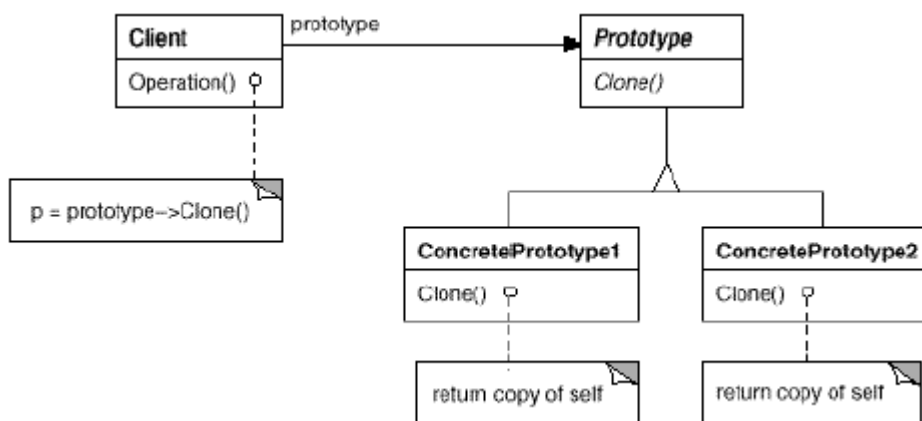 Client
prototype
Prototype
Operation()
Clone()
p = prototype->Clone()
ConcretePrototype1
ConcretePrototype2
Clone()
Clone()
return copy of self
return copy of self